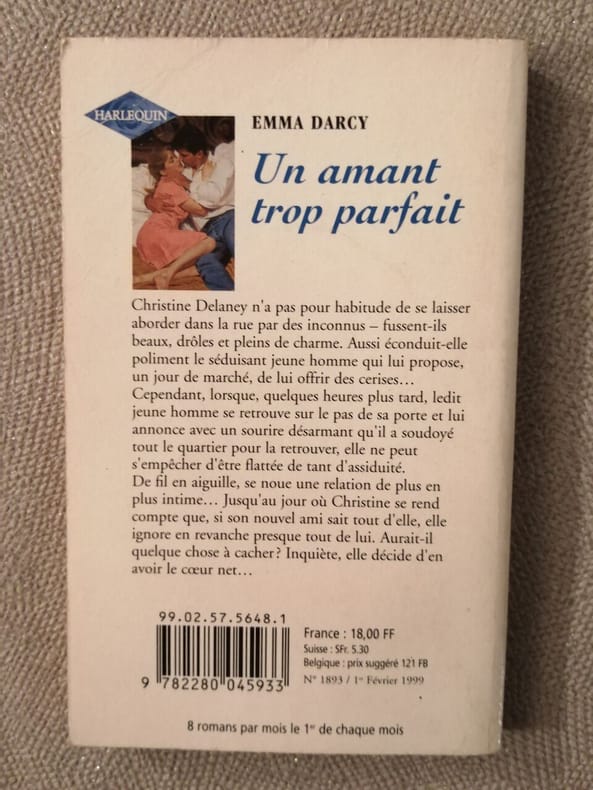 HARLEQUIN
EMMA DARCY
Un amant
trop parfait
Christine Delaney n'a pas pour habitude de se laisser
aborder dans la rue par des inconnus – fussent-ils
beaux, drôles et pleins de charme. Aussi éconduit-elle
poliment le séduisant jeune homme qui lui propose,
un jour de marché, de lui offrir des cerises…
Cependant, lorsque, quelques heures plus tard, ledit
jeune homme se retrouve sur le pas de sa porte et lui
annonce avec un sourire désarmant qu'il a soudoyé
tout le quartier pour la retrouver, elle ne peut
s'empêcher d'être flattée de tant d'assiduité.
De fil en aiguille, se noue une relation de plus en
plus intime… Jusqu'au jour où Christine se rend
compte que, si son nouvel ami sait tout d'elle, elle
ignore en revanche presque tout de lui. Aurait-il
quelque chose à cacher? Inquiète, elle décide d'en
avoir le cœur net…
99.02.57.5648.1
9 782280 045933
France : 18,00 FF
Suisse : SFr. 5.30
Belgique : prix suggéré 121 FB
N° 1893 / 1er Février 1999
8 romans par mois le 1er de chaque mois